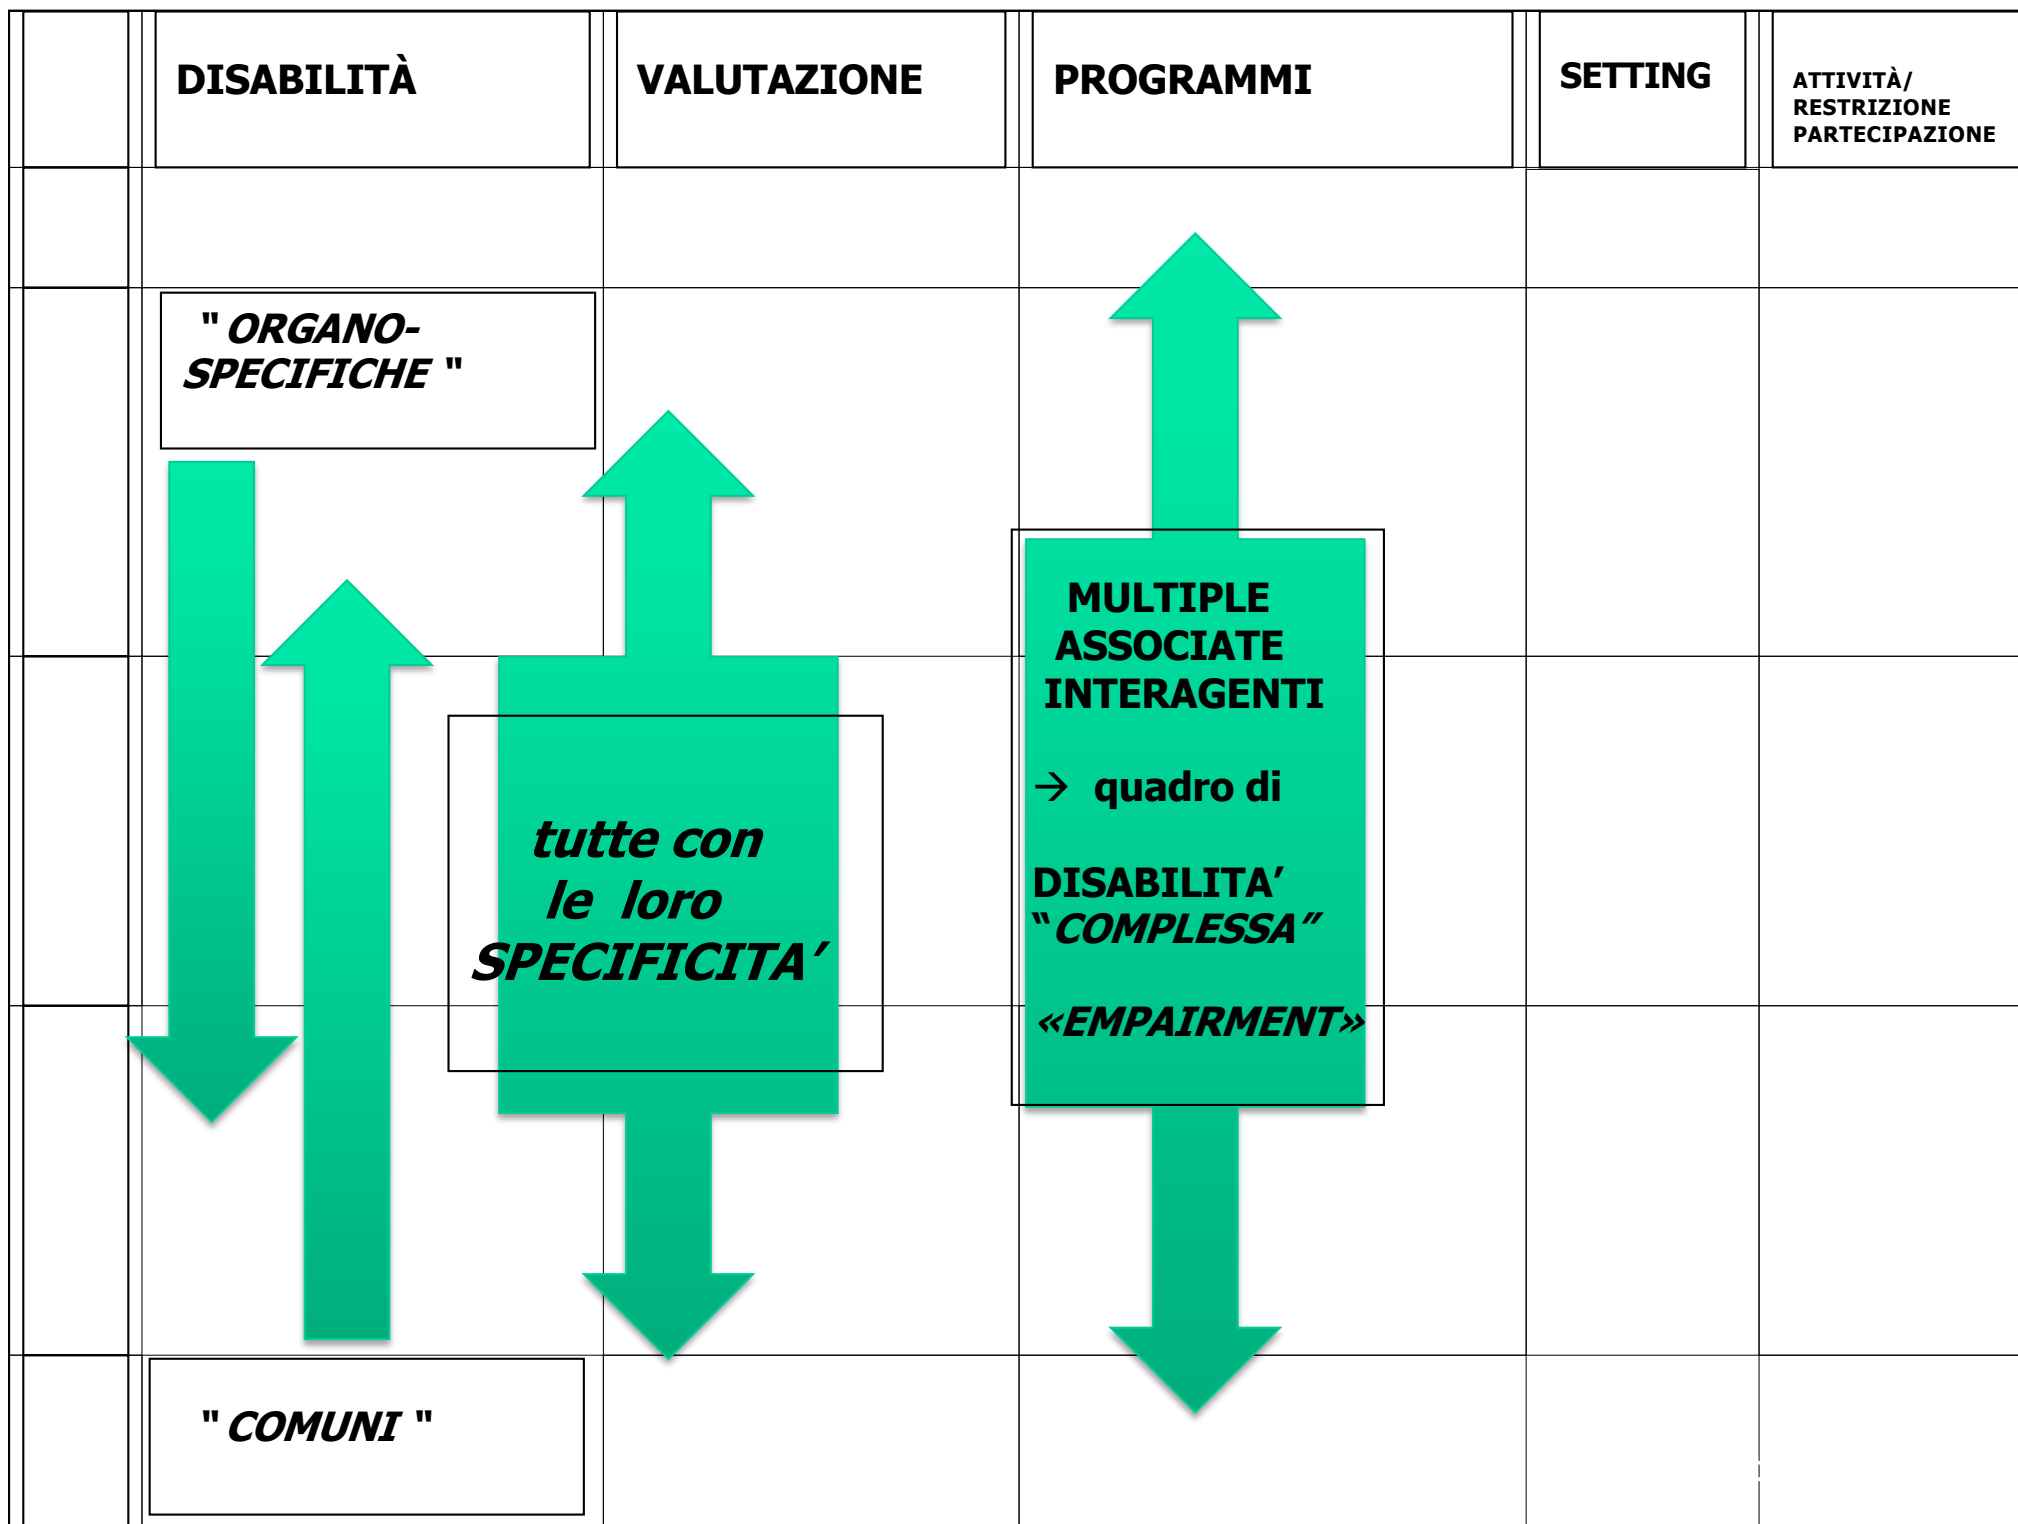 DISABILITÀ
VALUTAZIONE
PROGRAMMI
SETTING
ATTIVITÀ/
RESTRIZIONE
PARTECIPAZIONE
" ORGANO-
SPECIFICHE "
tutte con
le loro
SPECIFICITA’
MULTIPLE
ASSOCIATE
INTERAGENTI
→ quadro di
DISABILITA’
“COMPLESSA”
«EMPAIRMENT»
" COMUNI "